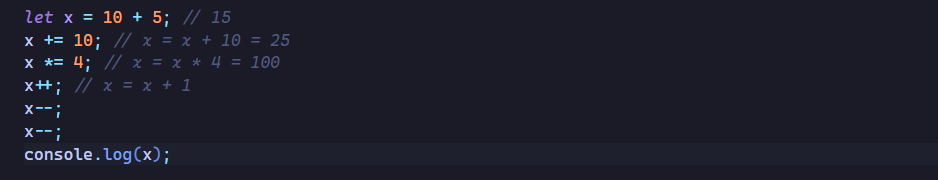 let x = 10 + 5; // 15
x += 10; // x = x + 10 = 25
x *= 4; // x = x * 4 = 100
x++; // x = x + 1
x--;
x--;
console.log(x);